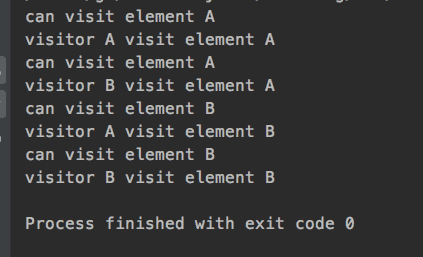 can visit element A
visitor A visit element A
can visit element A
visitor B visit element A
can visit element B
visitor A visit element B
can visit element B
visitor B visit element B
Process finished with exit code 0